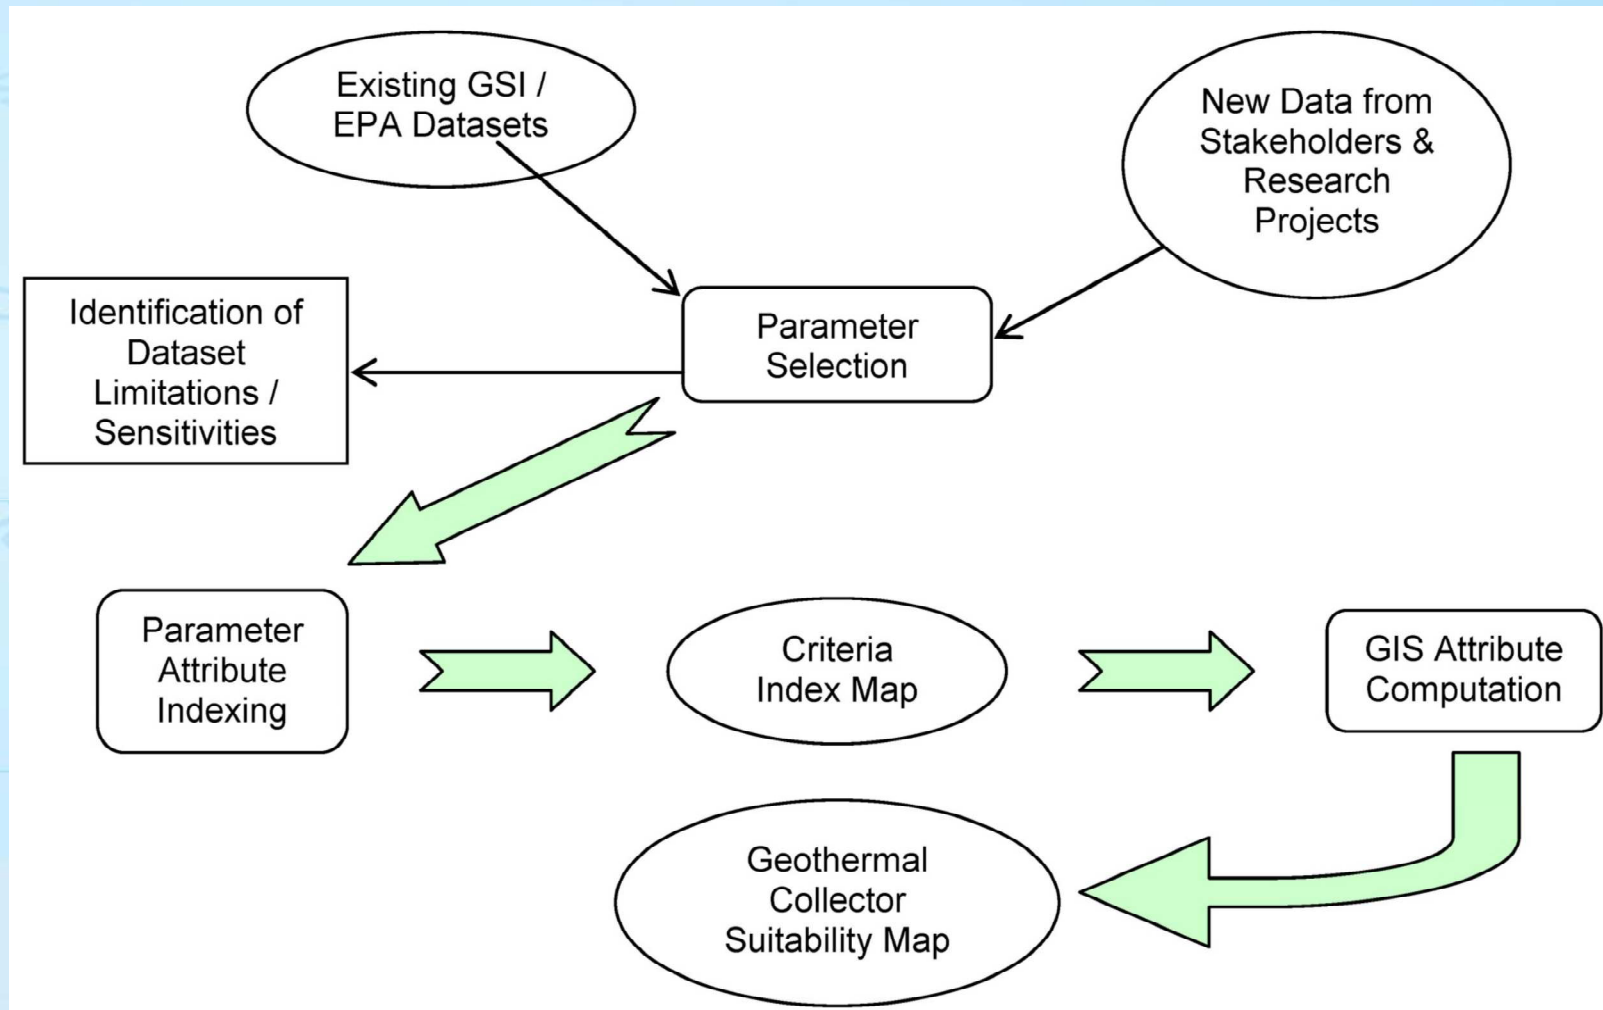 Existing GSI /
EPA Datasets
New Data from
Stakeholders &
Research
Projects
Identification of
Dataset
Limitations /
Sensitivities
Parameter
Selection
Parameter
Attribute
Indexing
Criteria
Index Map
GIS Attribute
Computation
Geothermal
Collector
Suitability Map